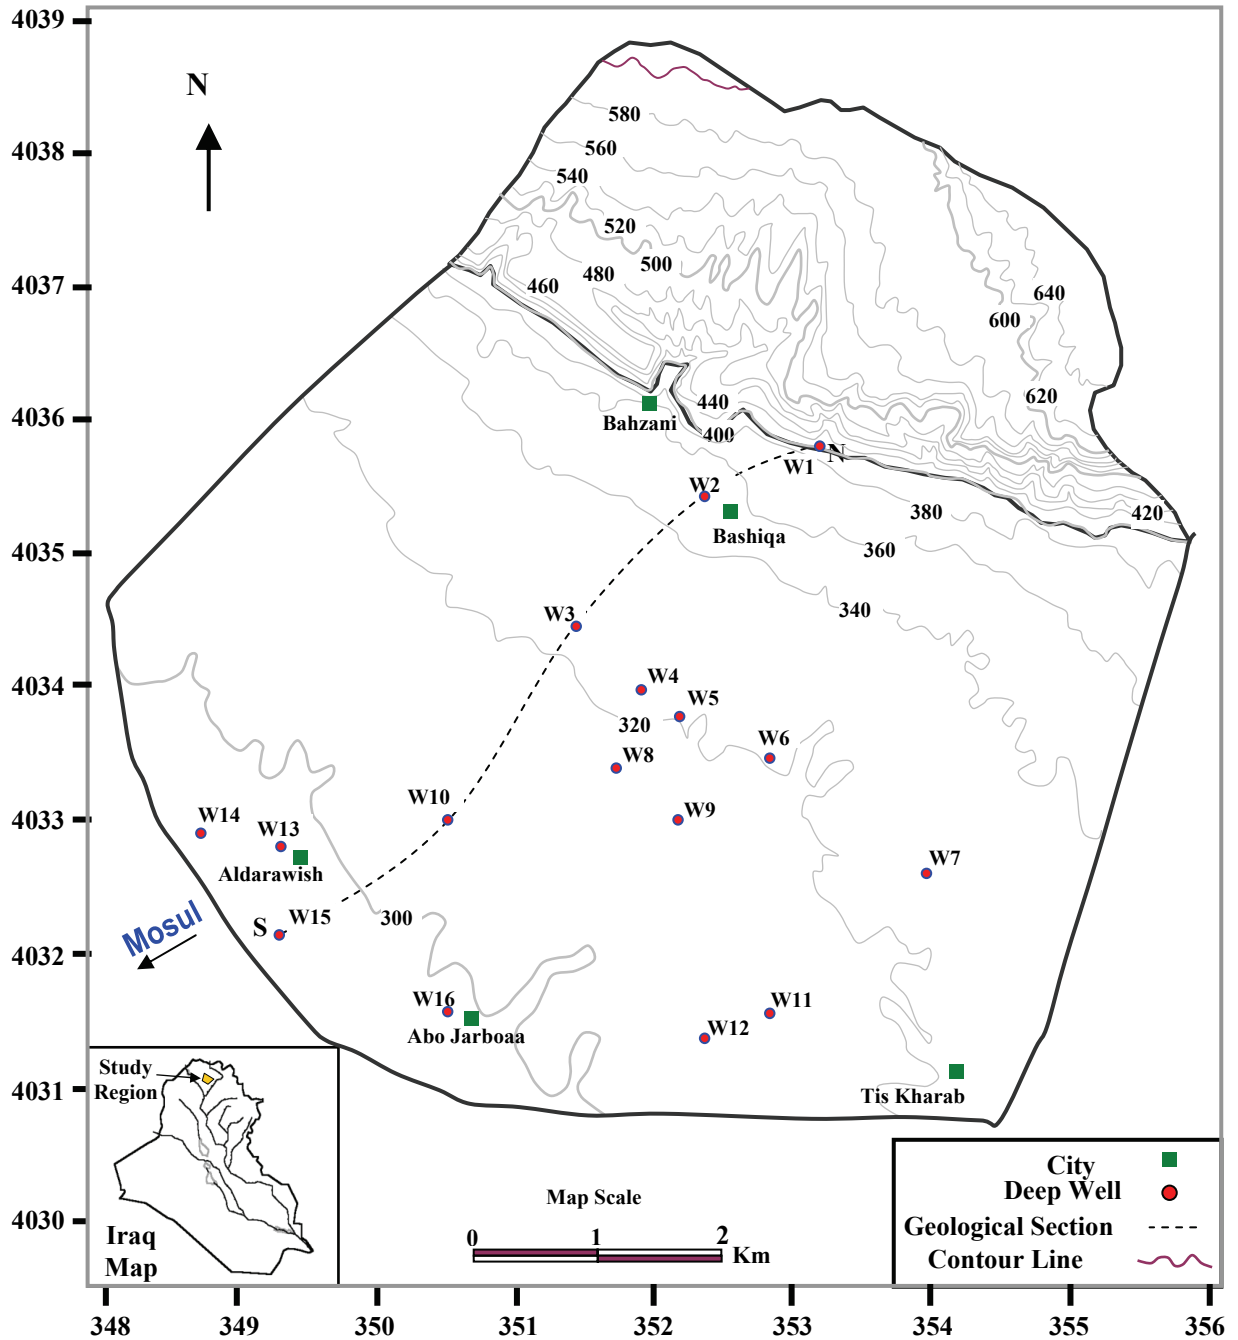 4039
N
4038
4037
4036
4035
4034
4033
4032
4031
4030
580
560
540
520
500
480
460
640
600
620
440
400
420
380
360
340
320
300
Bahzani
W1
N
W2
Bashiqa
W3
W4
W5
W6
W8
W10
W9
W14
W13
Aldarawish
W7
S
W15
Mosul
W16
Abo Jarboaa
W11
W12
Tis Kharab
Study
Region
Iraq
Map
Map Scale
0 1 2
Km
City
Deep Well
Geological Section
Contour Line
348 349 350 351 352 353 354 355 356